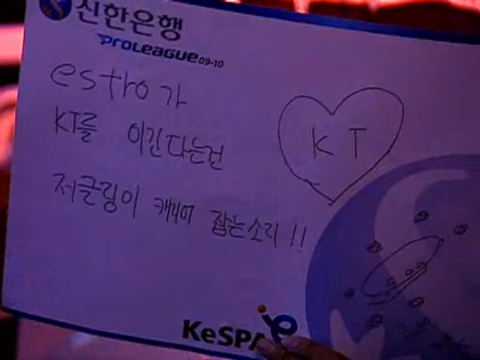 신한은행
PROLEAGUE 09-10
estro가
KT를 이긴다는건
KT
저글링이 캐리어 잡는소리!!
KeSPA